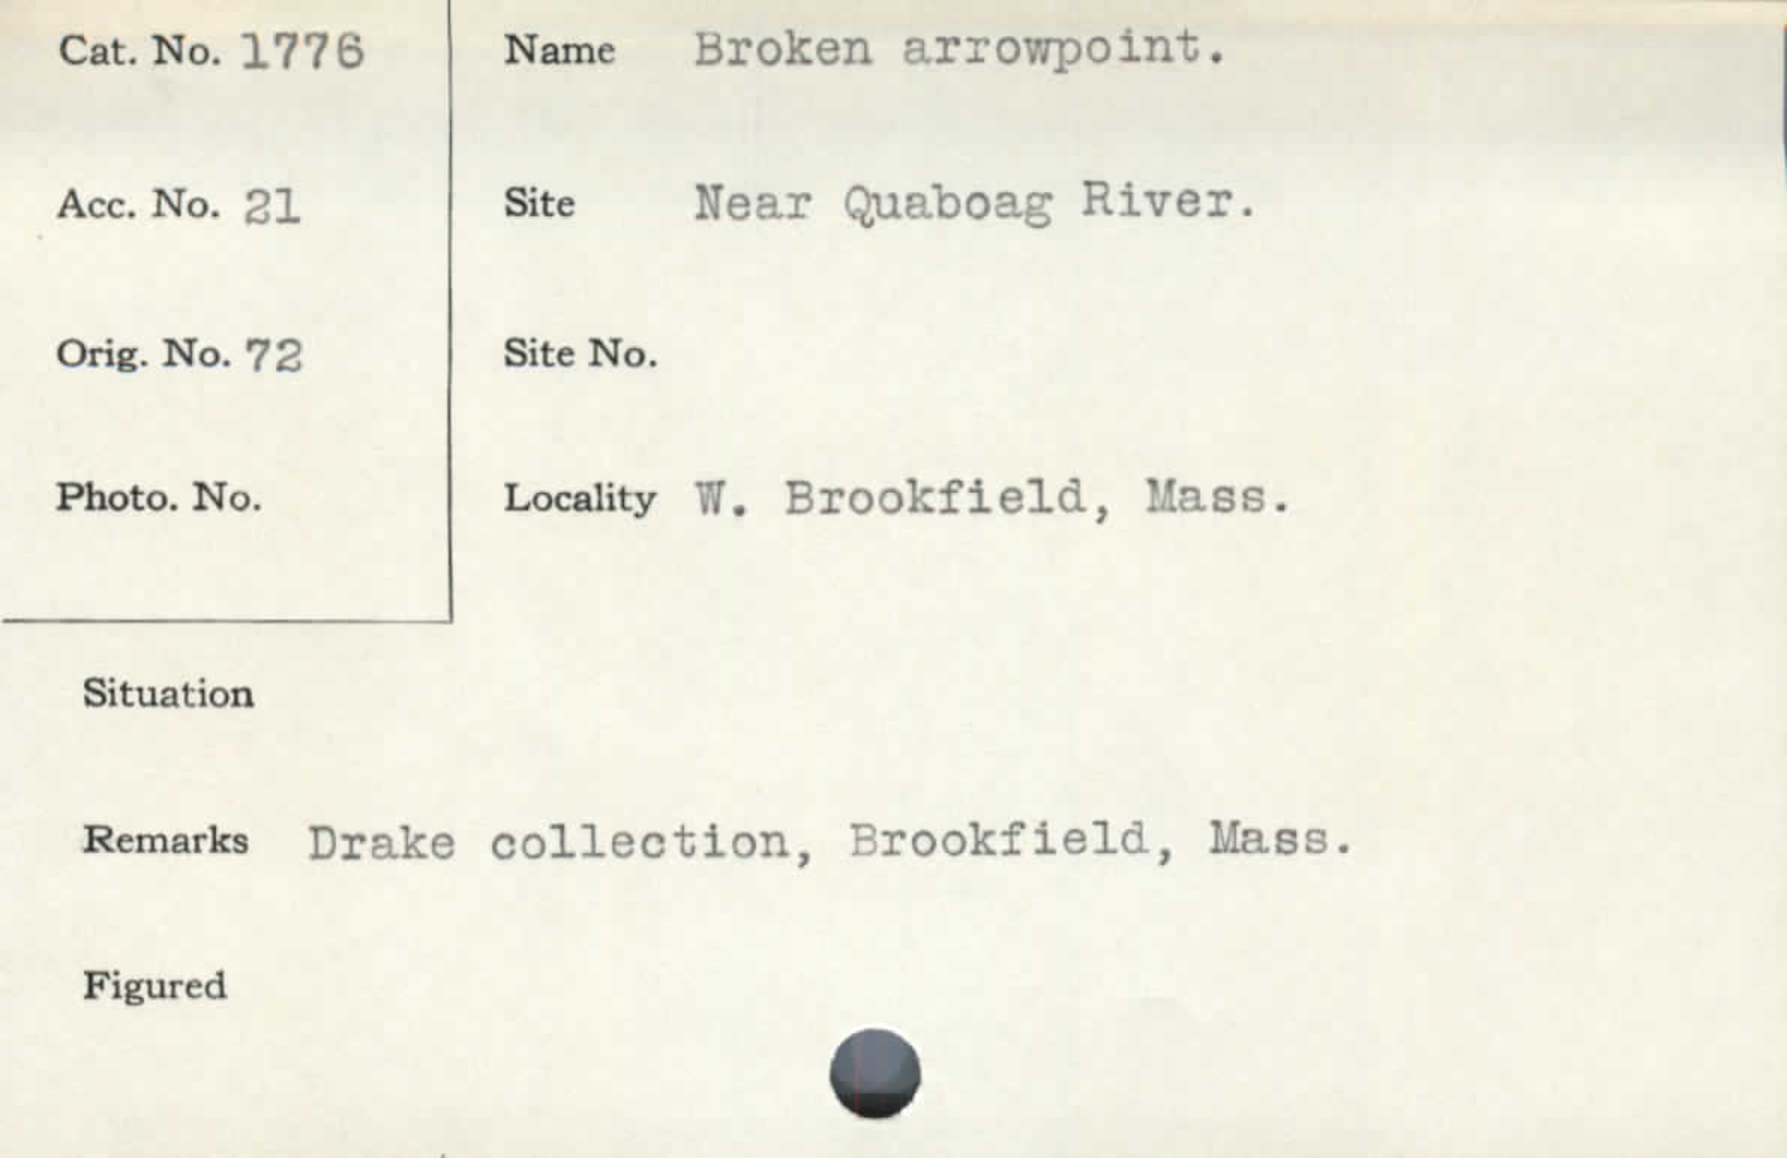 Cat. No. 1776
Name Broken arrowpoint.
Acc. No. 21
Site Near Quaboag River.
Orig. No. 72
Site No.
Photo. No.
Locality W. Brookfield, Mass.
Situation
Remarks Drake collection, Brookfield, Mass.
Figured